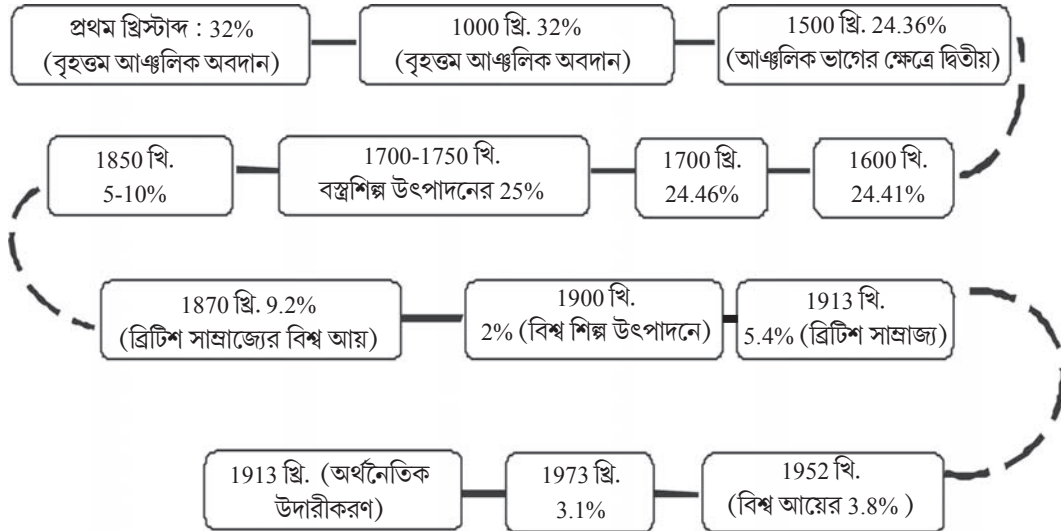 প্রথম খ্রিস্টাব্দ : 32%
(বৃহত্তম আঞ্চলিক অবদান)
1000 খ্রি. 32%
(বৃহত্তম আঞ্চলিক অবদান)
1500 খ্রি. 24.36%
(আঞ্চলিক ভাগের ক্ষেত্রে দ্বিতীয়)
1850 খি.
5-10%
1700-1750 খি.
বস্ত্রশিল্প উৎপাদনের 25%
1700 খ্রি.
24.46%
1600 খি.
24.41%
1870 খ্রি. 9.2%
(ব্রিটিশ সাম্রাজ্যের বিশ্ব আয়)
1900 খি.
2% (বিশ্ব শিল্প উৎপাদনে)
1913 খি.
5.4% (ব্রিটিশ সাম্রাজ্য)
1913 খ্রি. (অর্থনৈতিক
উদারীকরণ)
1973 খ্রি.
3.1%
1952 খি.
(বিশ্ব আয়ের 3.8% )